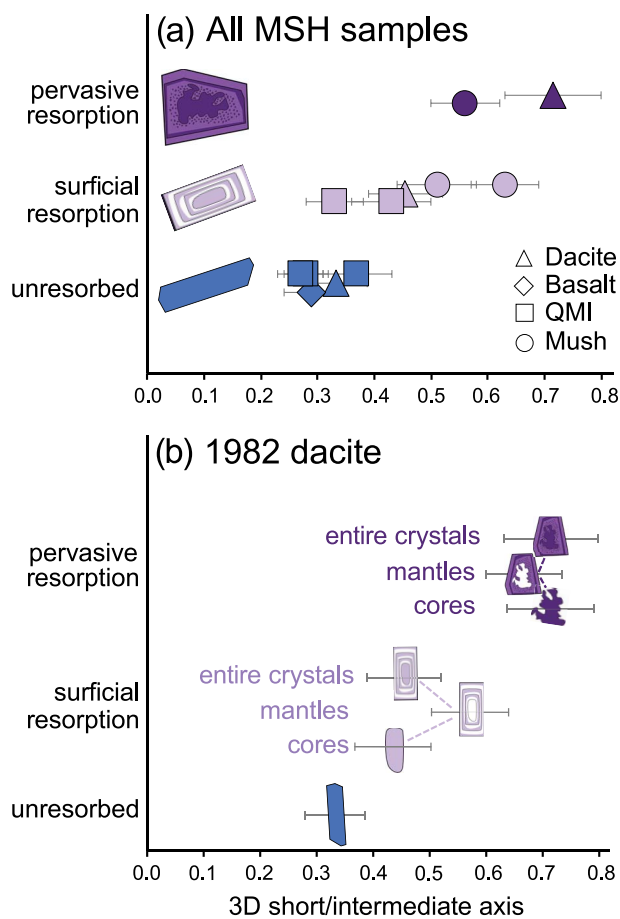 (a) All MSH samples
pervasive
resorption
surficial
resorption
unresorbed
Dacite
Basalt
QMI
Mush
0.0 0.1 0.2 0.3 0.4 0.5 0.6 0.7 0.8
(b) 1982 dacite
entire crystals
pervasive
resorption
mantles
cores
entire crystals
surficial
resorption
mantles
cores
unresorbed
0.0 0.1 0.2 0.3 0.4 0.5 0.6 0.7 0.8
3D short/intermediate axis